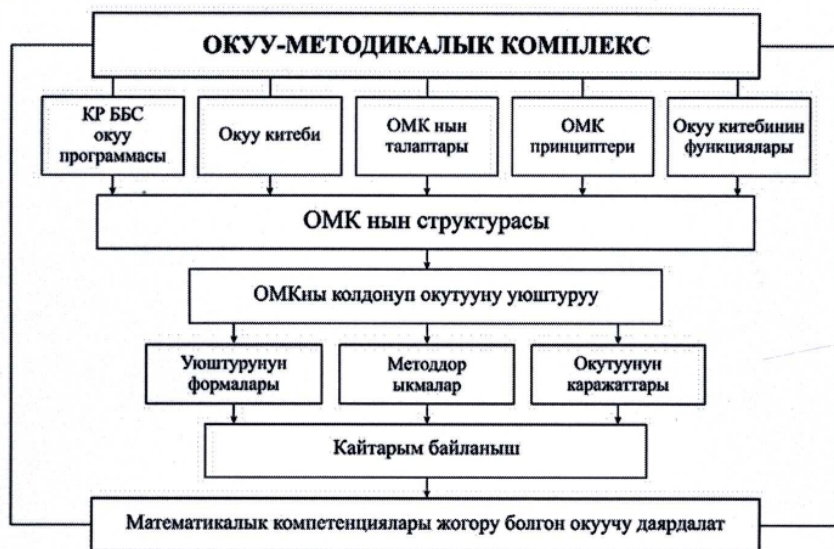 ОКУУ-МЕТОДИКАЛЫК КОМПЛЕКС
КР ББС
окуу
программасы
Окуу китеби
ОМК нын
талаптары
ОМК
принциптери
Окуу китебинин
функциялары
ОМК нын структурасы
ОМКны колдонуп окутууну уюштуруу
Уюштурунун
формалары
Методдор
ыкмалар
Окутуунун
каражаттары
Кайтарым байланыш
Математикалык компетенциялары жогору болгон окуучу даярдалат